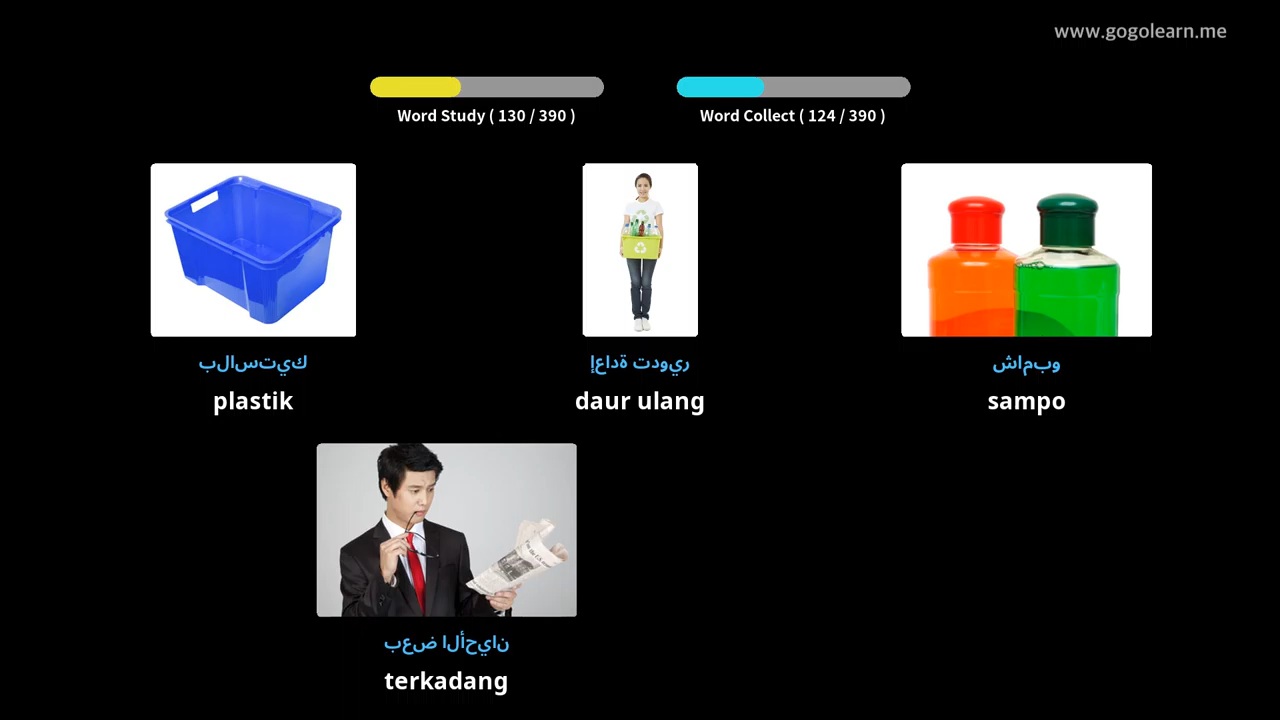 www.gogolearn.me
Word Study ( 130 / 390 )
Word Collect ( 124 / 390 )
بلاستيك
plastik
إعادة تدوير
daur ulang
شامبو
sampo
بعض الأحيان
terkadang